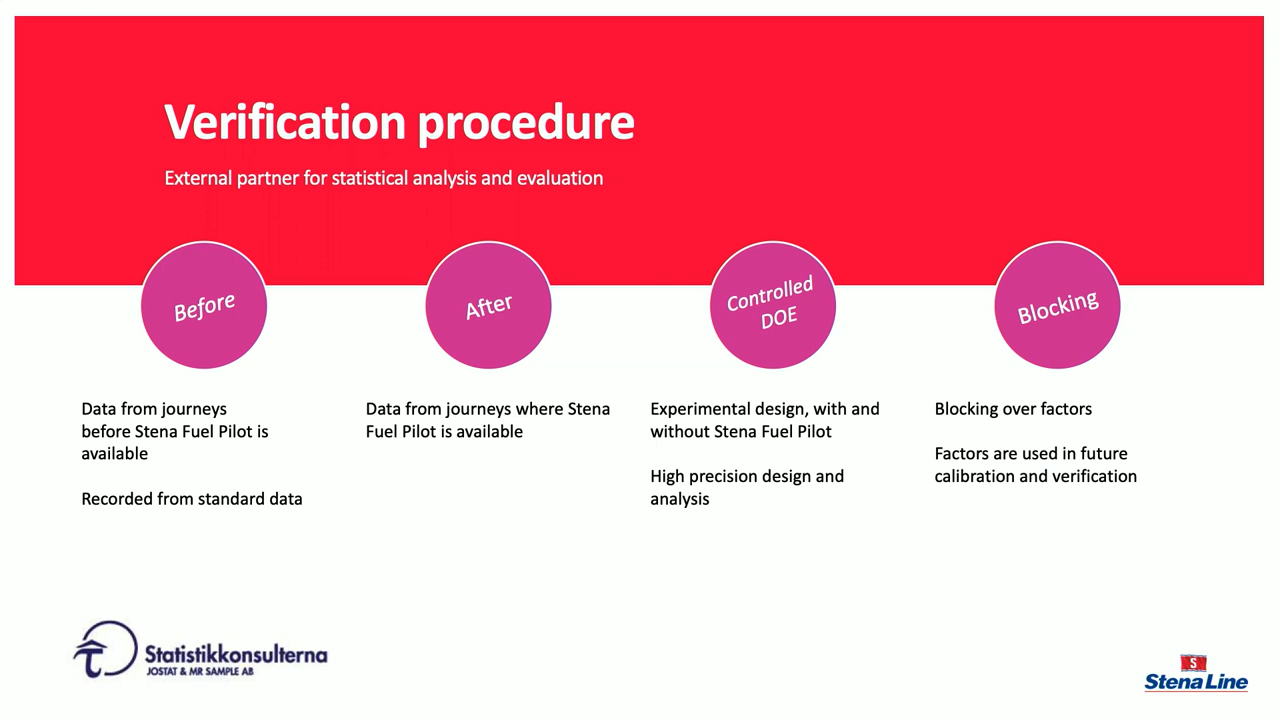 Verification procedure
External partner for statistical analysis and evaluation
Before
After
Controlled
DOE
Blocking
Data from journeys
before Stena Fuel Pilot is
available
Recorded from standard data
Data from journeys where Stena
Fuel Pilot is available
Experimental design, with and
without Stena Fuel Pilot
High precision design and
analysis
Blocking over factors
Factors are used in future
calibration and verification
Statistikkonsulterna
JOSTAT & MR SAMPLE AB
S
Stena Line